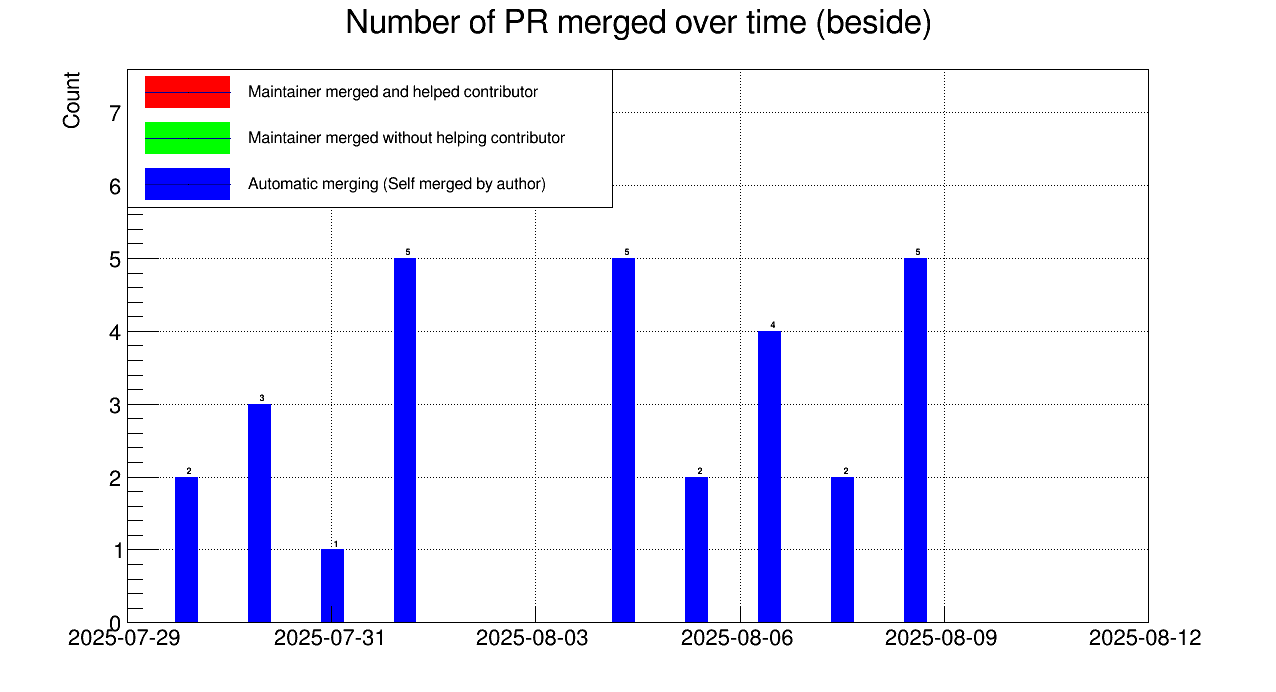 Number of PR merged over time (beside)
Count
Maintainer merged and helped contributor
Maintainer merged without helping contributor
Automatic merging (Self merged by author)
7
6
5
4
3
2
1
0
2
3
1
5
5
2
4
2
5
2025-07-29 2025-07-31 2025-08-03 2025-08-06 2025-08-09 2025-08-12